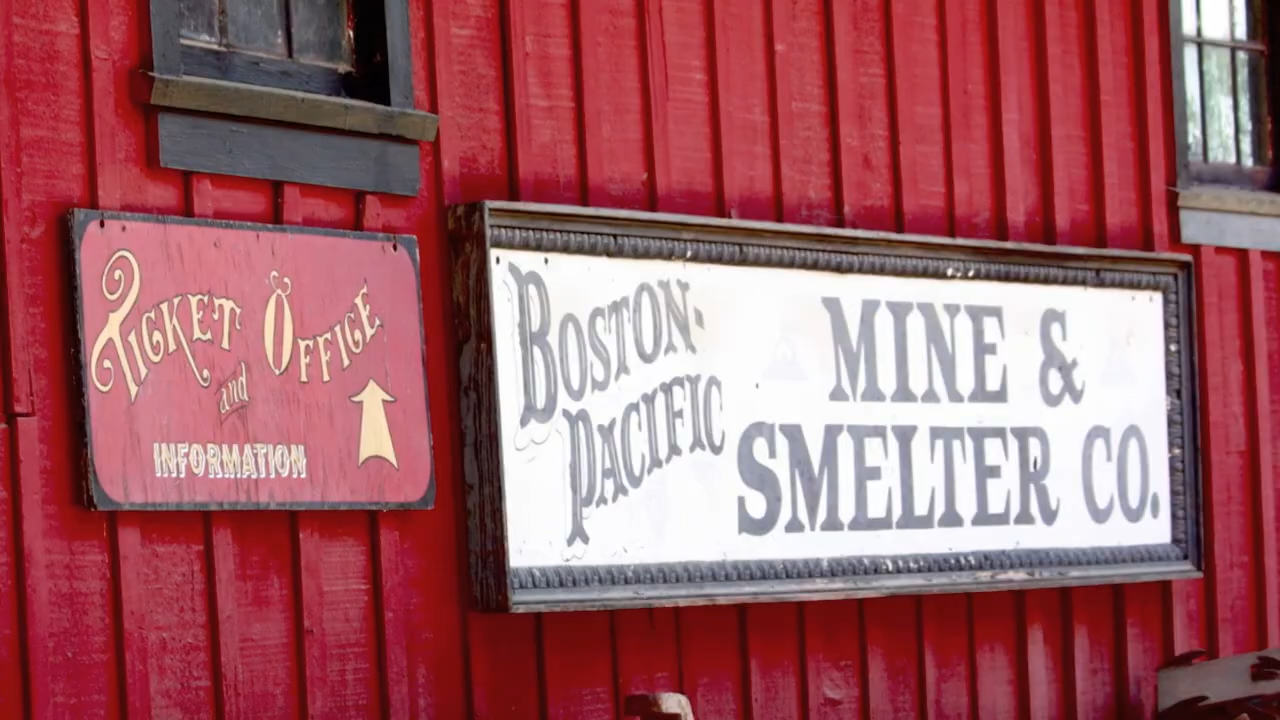 TICKET OFFICE
and
INFORMATION
BOSTON-
PACIFIC
MINE &
SMELTER CO.